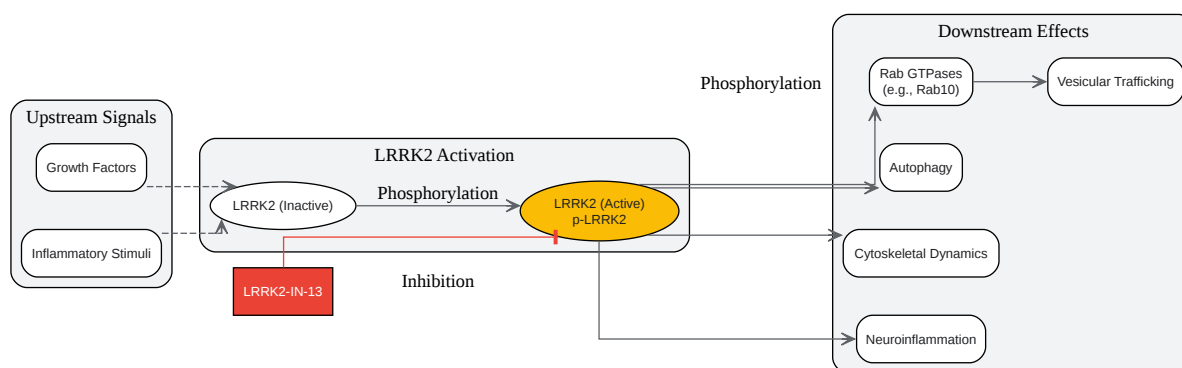 Upstream Signals
Growth Factors
Inflammatory Stimuli
LRRK2 Activation
LRRK2 (Inactive)
Phosphorylation
LRRK2 (Active)
p-LRRK2
LRRK2-IN-13
Inhibition
Phosphorylation
Downstream Effects
Rab GTPases
(e.g., Rab10)
Vesicular Trafficking
Autophagy
Cytoskeletal Dynamics
Neuroinflammation